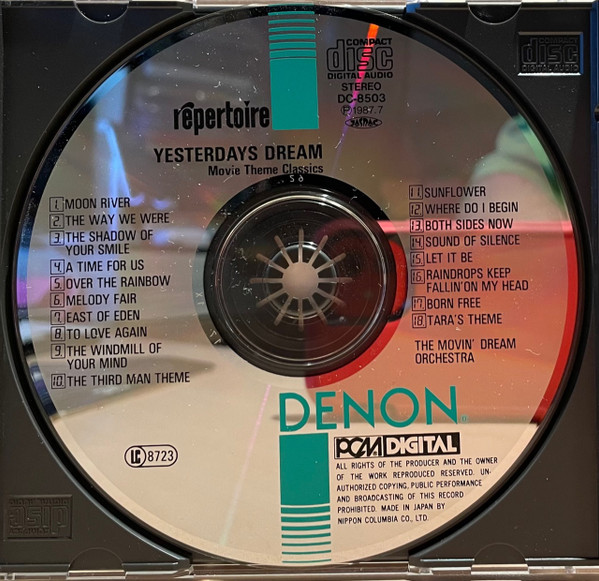 COMPACT
disc
DIGITAL AUDIO
STEREO
DC-8503
Ⓟ1987.7
répertoire
YESTERDAYS DREAM
Movie Theme Classics
1. MOON RIVER
2. THE WAY WE WERE
3. THE SHADOW OF
YOUR SMILE
4. A TIME FOR US
5. OVER THE RAINBOW
6. MELODY FAIR
7. EAST OF EDEN
8. TO LOVE AGAIN
9. THE WINDMILL OF
YOUR MIND
10. THE THIRD MAN THEME
11. SUNFLOWER
12. WHERE DO I BEGIN
13. BOTH SIDES NOW
14. SOUND OF SILENCE
15. LET IT BE
16. RAINDROPS KEEP
FALLIN'ON MY HEAD
17. BORN FREE
18. TARA'S THEME
THE MOVIN' DREAM
ORCHESTRA
DENON
PCM DIGITAL
LC 8723
ALL RIGHTS OF THE PRODUCER AND THE OWNER
OF THE WORK REPRODUCED RESERVED. UN-
AUTHORIZED COPYING, PUBLIC PERFORMANCE
AND BROADCASTING OF THIS RECORD
PROHIBITED. MADE IN JAPAN BY
NIPPON COLUMBIA CO., LTD.
COMPACT
disc
DIGITAL AUDIO